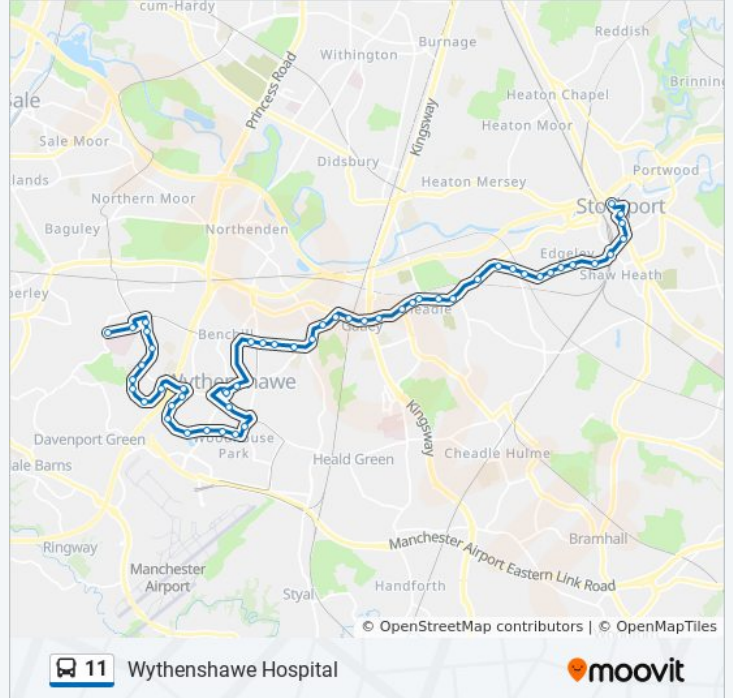 cum-Hardy
Burnage
Reddish
Withington
Princess Road
Kingsway
Brinning
Sale
Heaton Chapel
Heaton Moor
Sale Moor
Didsbury
Portwood
lands
Heaton Mersey
Northern Moor
Stockport
Baguley
Northenden
Edgeley
Shaw Heath
perley
Cheadle
Gatley
Benchill
Wythenshawe
Kingsway
Davenport Green
Woodhouse
Park
Cheadle Hulme
ale Barns
Heald Green
Bramhall
Ringway
Manchester Airport Eastern Link Road
Manchester
Airport
Styal
Handforth
© OpenStreetMap contributors | © OpenMapTiles
11 Wythenshawe Hospital
moovit